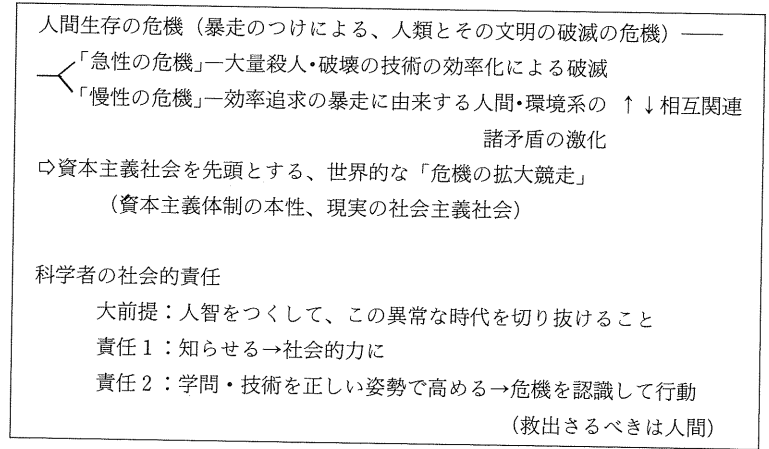 人間生存の危機（暴走のつけによる、人類とその文明の破滅の危機）――
「急性の危機」―大量殺人・破壊の技術の効率化による破滅
「慢性の危機」―効率追求の暴走に由来する人間・環境系の ↑↓相互関連
諸矛盾の激化
⇨資本主義社会を先頭とする、世界的な「危機の拡大競走」
（資本主義体制の本性、現実の社会主義社会）
科学者の社会的責任
大前提：人智をつくして、この異常な時代を切り抜けること
責任1：知らせる→社会的力に
責任2：学問・技術を正しい姿勢で高める→危機を認識して行動
（救出さるべきは人間）